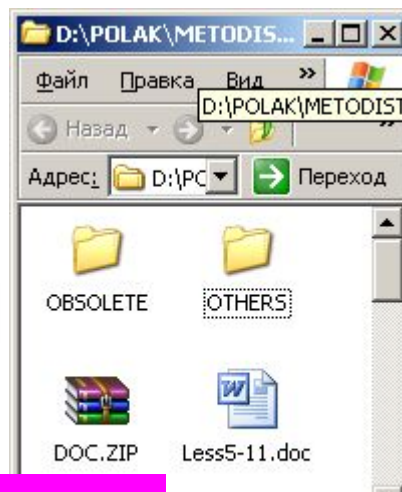 D:\POLAK\METODIS...
Файл Правка Вид »
D:\POLAK\METODIST
Назад »
Адрес: D:\PC Переход
OBSOLETE OTHERS
DOC.ZIP Less5-11.doc